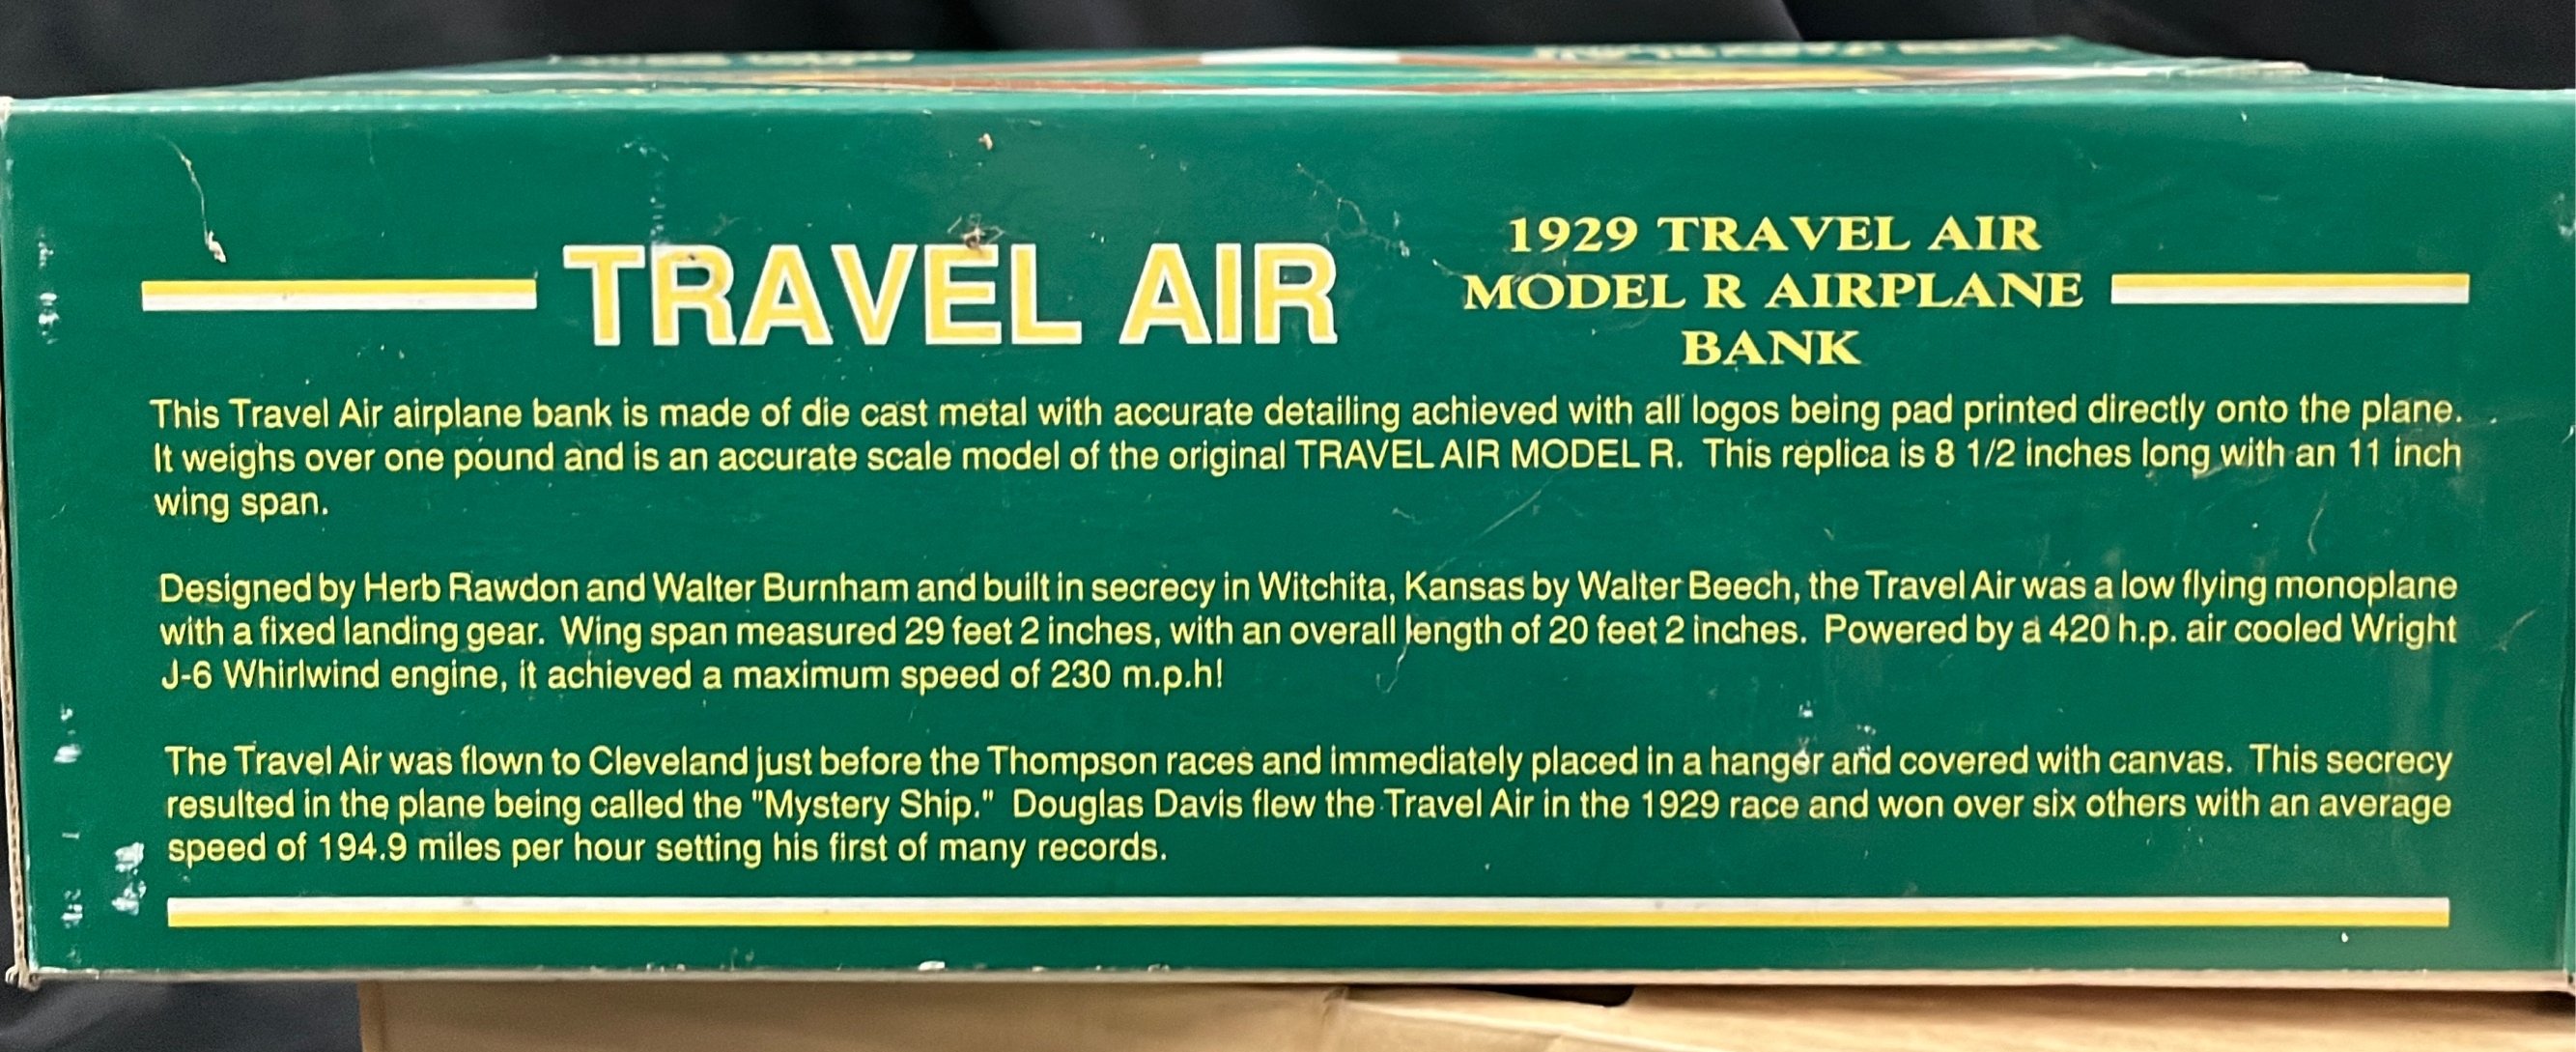 TRAVEL AIR
1929 TRAVEL AIR
MODEL R AIRPLANE
BANK
This Travel Air airplane bank is made of die cast metal with accurate detailing achieved with all logos being pad printed directly onto the plane.
It weighs over one pound and is an accurate scale model of the original TRAVEL AIR MODEL R. This replica is 8 1/2 inches long with an 11 inch
wing span.
Designed by Herb Rawdon and Walter Burnham and built in secrecy in Witchita, Kansas by Walter Beech, the Travel Air was a low flying monoplane
with a fixed landing gear. Wing span measured 29 feet 2 inches, with an overall length of 20 feet 2 inches. Powered by a 420 h.p. air cooled Wright
J-6 Whirlwind engine, it achieved a maximum speed of 230 m.p.h!
The Travel Air was flown to Cleveland just before the Thompson races and immediately placed in a hanger and covered with canvas. This secrecy
resulted in the plane being called the "Mystery Ship." Douglas Davis flew the Travel Air in the 1929 race and won over six others with an average
speed of 194.9 miles per hour setting his first of many records.